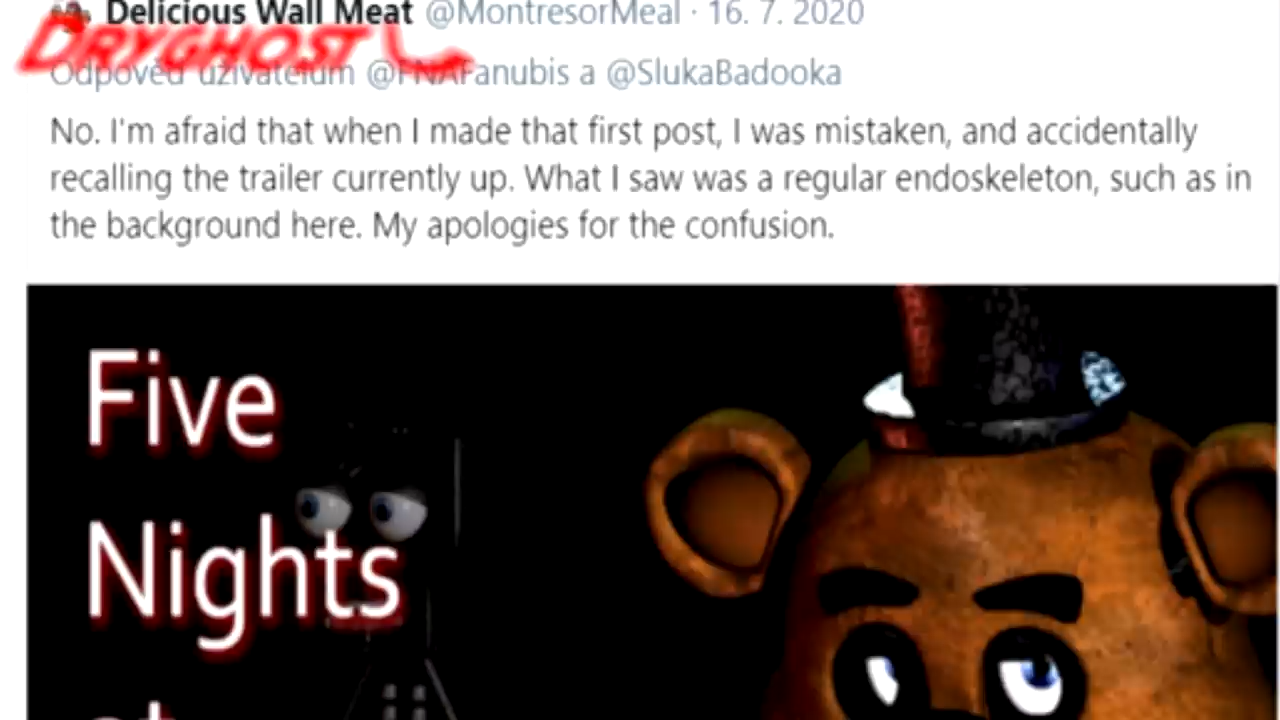 Delicious Wall Meat @MontresorMeal · 16. 7. 2020
DRYGHOST
Odpověď uživatelům @FNAFanubis a @SlukaBadooka
No. I'm afraid that when I made that first post, I was mistaken, and accidentally
recalling the trailer currently up. What I saw was a regular endoskeleton, such as in
the background here. My apologies for the confusion.
Five
Nights
at